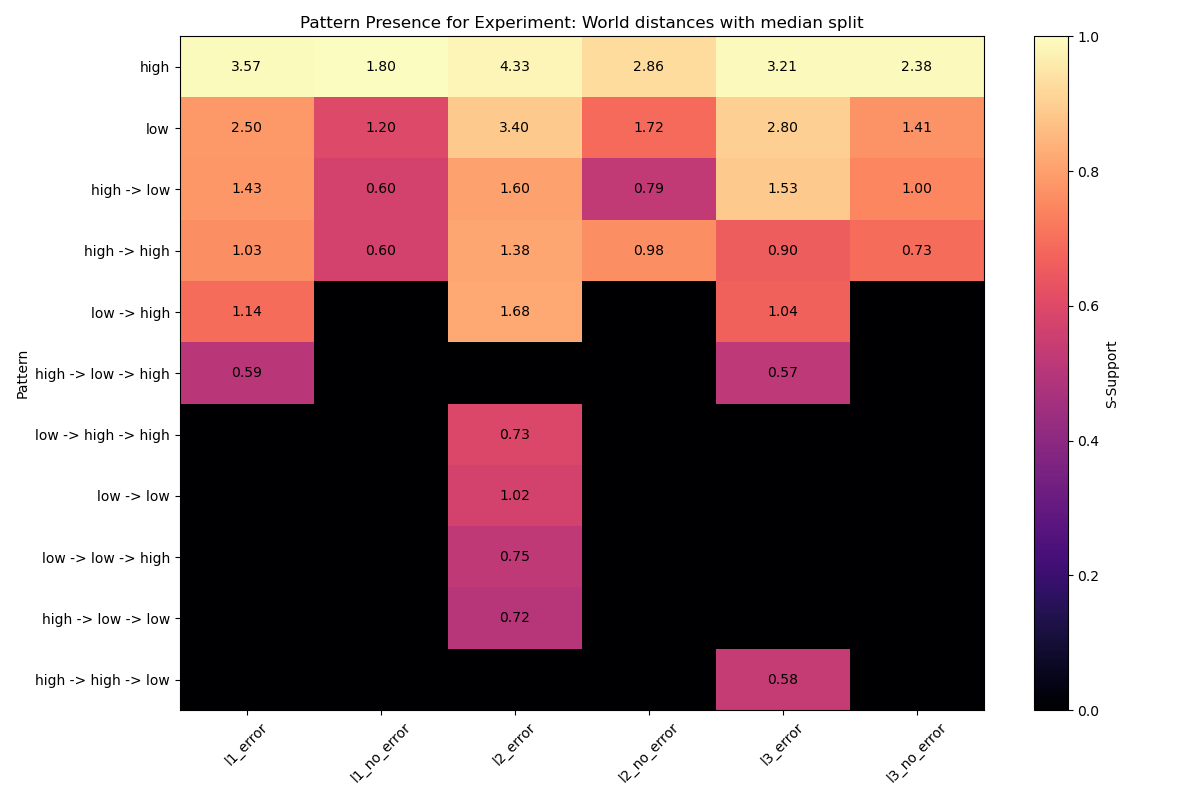 Pattern Presence for Experiment: World distances with median split
high 3.57 1.80 4.33 2.86 3.21 2.38
low 2.50 1.20 3.40 1.72 2.80 1.41
high -> low 1.43 0.60 1.60 0.79 1.53 1.00
high -> high 1.03 0.60 1.38 0.98 0.90 0.73
low -> high 1.14 1.68 1.04
high -> low -> high 0.59 0.57
low -> high -> high 0.73
low -> low 1.02
low -> low -> high 0.75
high -> low -> low 0.72
high -> high -> low 0.58
Pattern
l1_error l1_no_error l2_error l2_no_error l3_error l3_no_error
1.0
0.8
0.6
0.4
0.2
0.0
S-Support